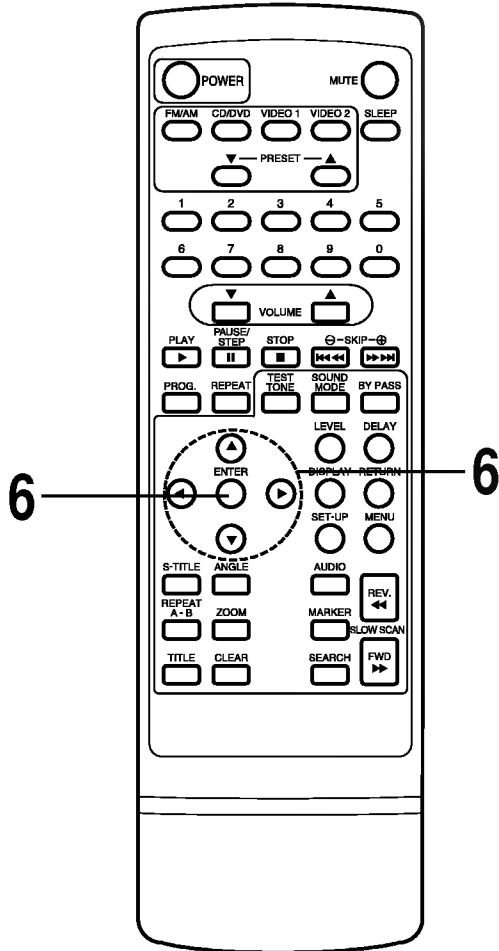 POWER MUTE
FM/AM CD/DVD VIDEO 1 VIDEO 2 SLEEP
▼ — PRESET — ▲
1 2 3 4 5
6 7 8 9 0
▼ VOLUME ▲
PLAY PAUSE/STEP STOP ⊖-SKIP-⊕
PROG. REPEAT TEST TONE SOUND MODE BY PASS
LEVEL DELAY
ENTER DISPLAY RETURN
6 6
SET-UP MENU
S-TITLE ANGLE AUDIO REV.
REPEAT A - B ZOOM MARKER SLOW SCAN
TITLE CLEAR SEARCH FWD